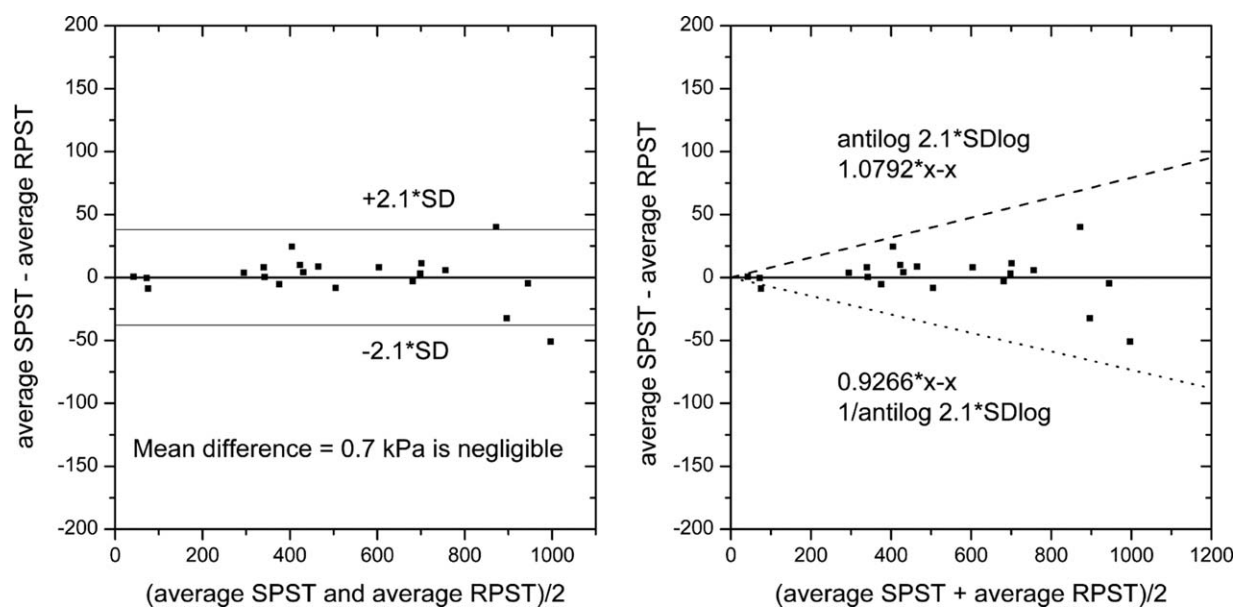 200
150
100
50
0
-50
-100
-150
-200
average SPST - average RPST
+2.1*SD
-2.1*SD
Mean difference = 0.7 kPa is negligible
0 200 400 600 800 1000
(average SPST and average RPST)/2
200
150
100
50
0
-50
-100
-150
-200
average SPST - average RPST
antilog 2.1*SDlog
1.0792*x-x
0.9266*x-x
1/antilog 2.1*SDlog
0 200 400 600 800 1000 1200
(average SPST + average RPST)/2